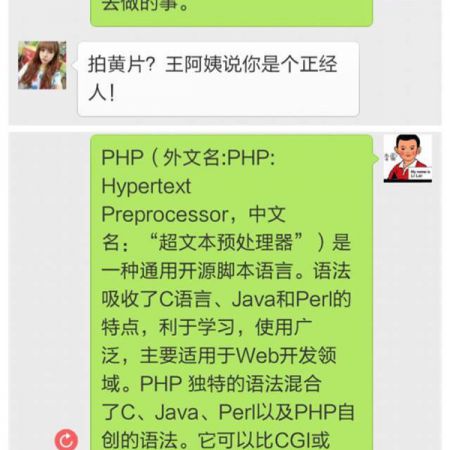 去做的事。
拍黄片？王阿姨说你是个正经
人！
PHP（外文名:PHP:
Hypertext
Preprocessor，中文
名：“超文本预处理器”）是
一种通用开源脚本语言。语法
吸收了C语言、Java和Perl的
特点，利于学习，使用广
泛，主要适用于Web开发领
域。PHP 独特的语法混合
了C、Java、Perl以及PHP自
创的语法。它可以比CGI或